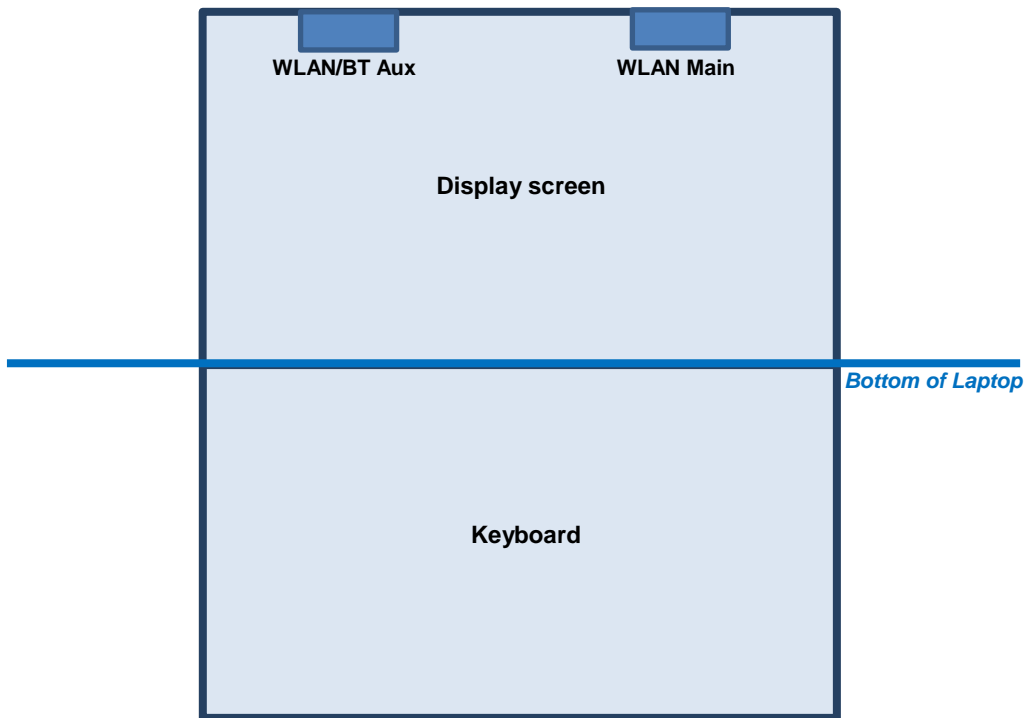 WLAN/BT Aux
WLAN Main
Display screen
Bottom of Laptop
Keyboard